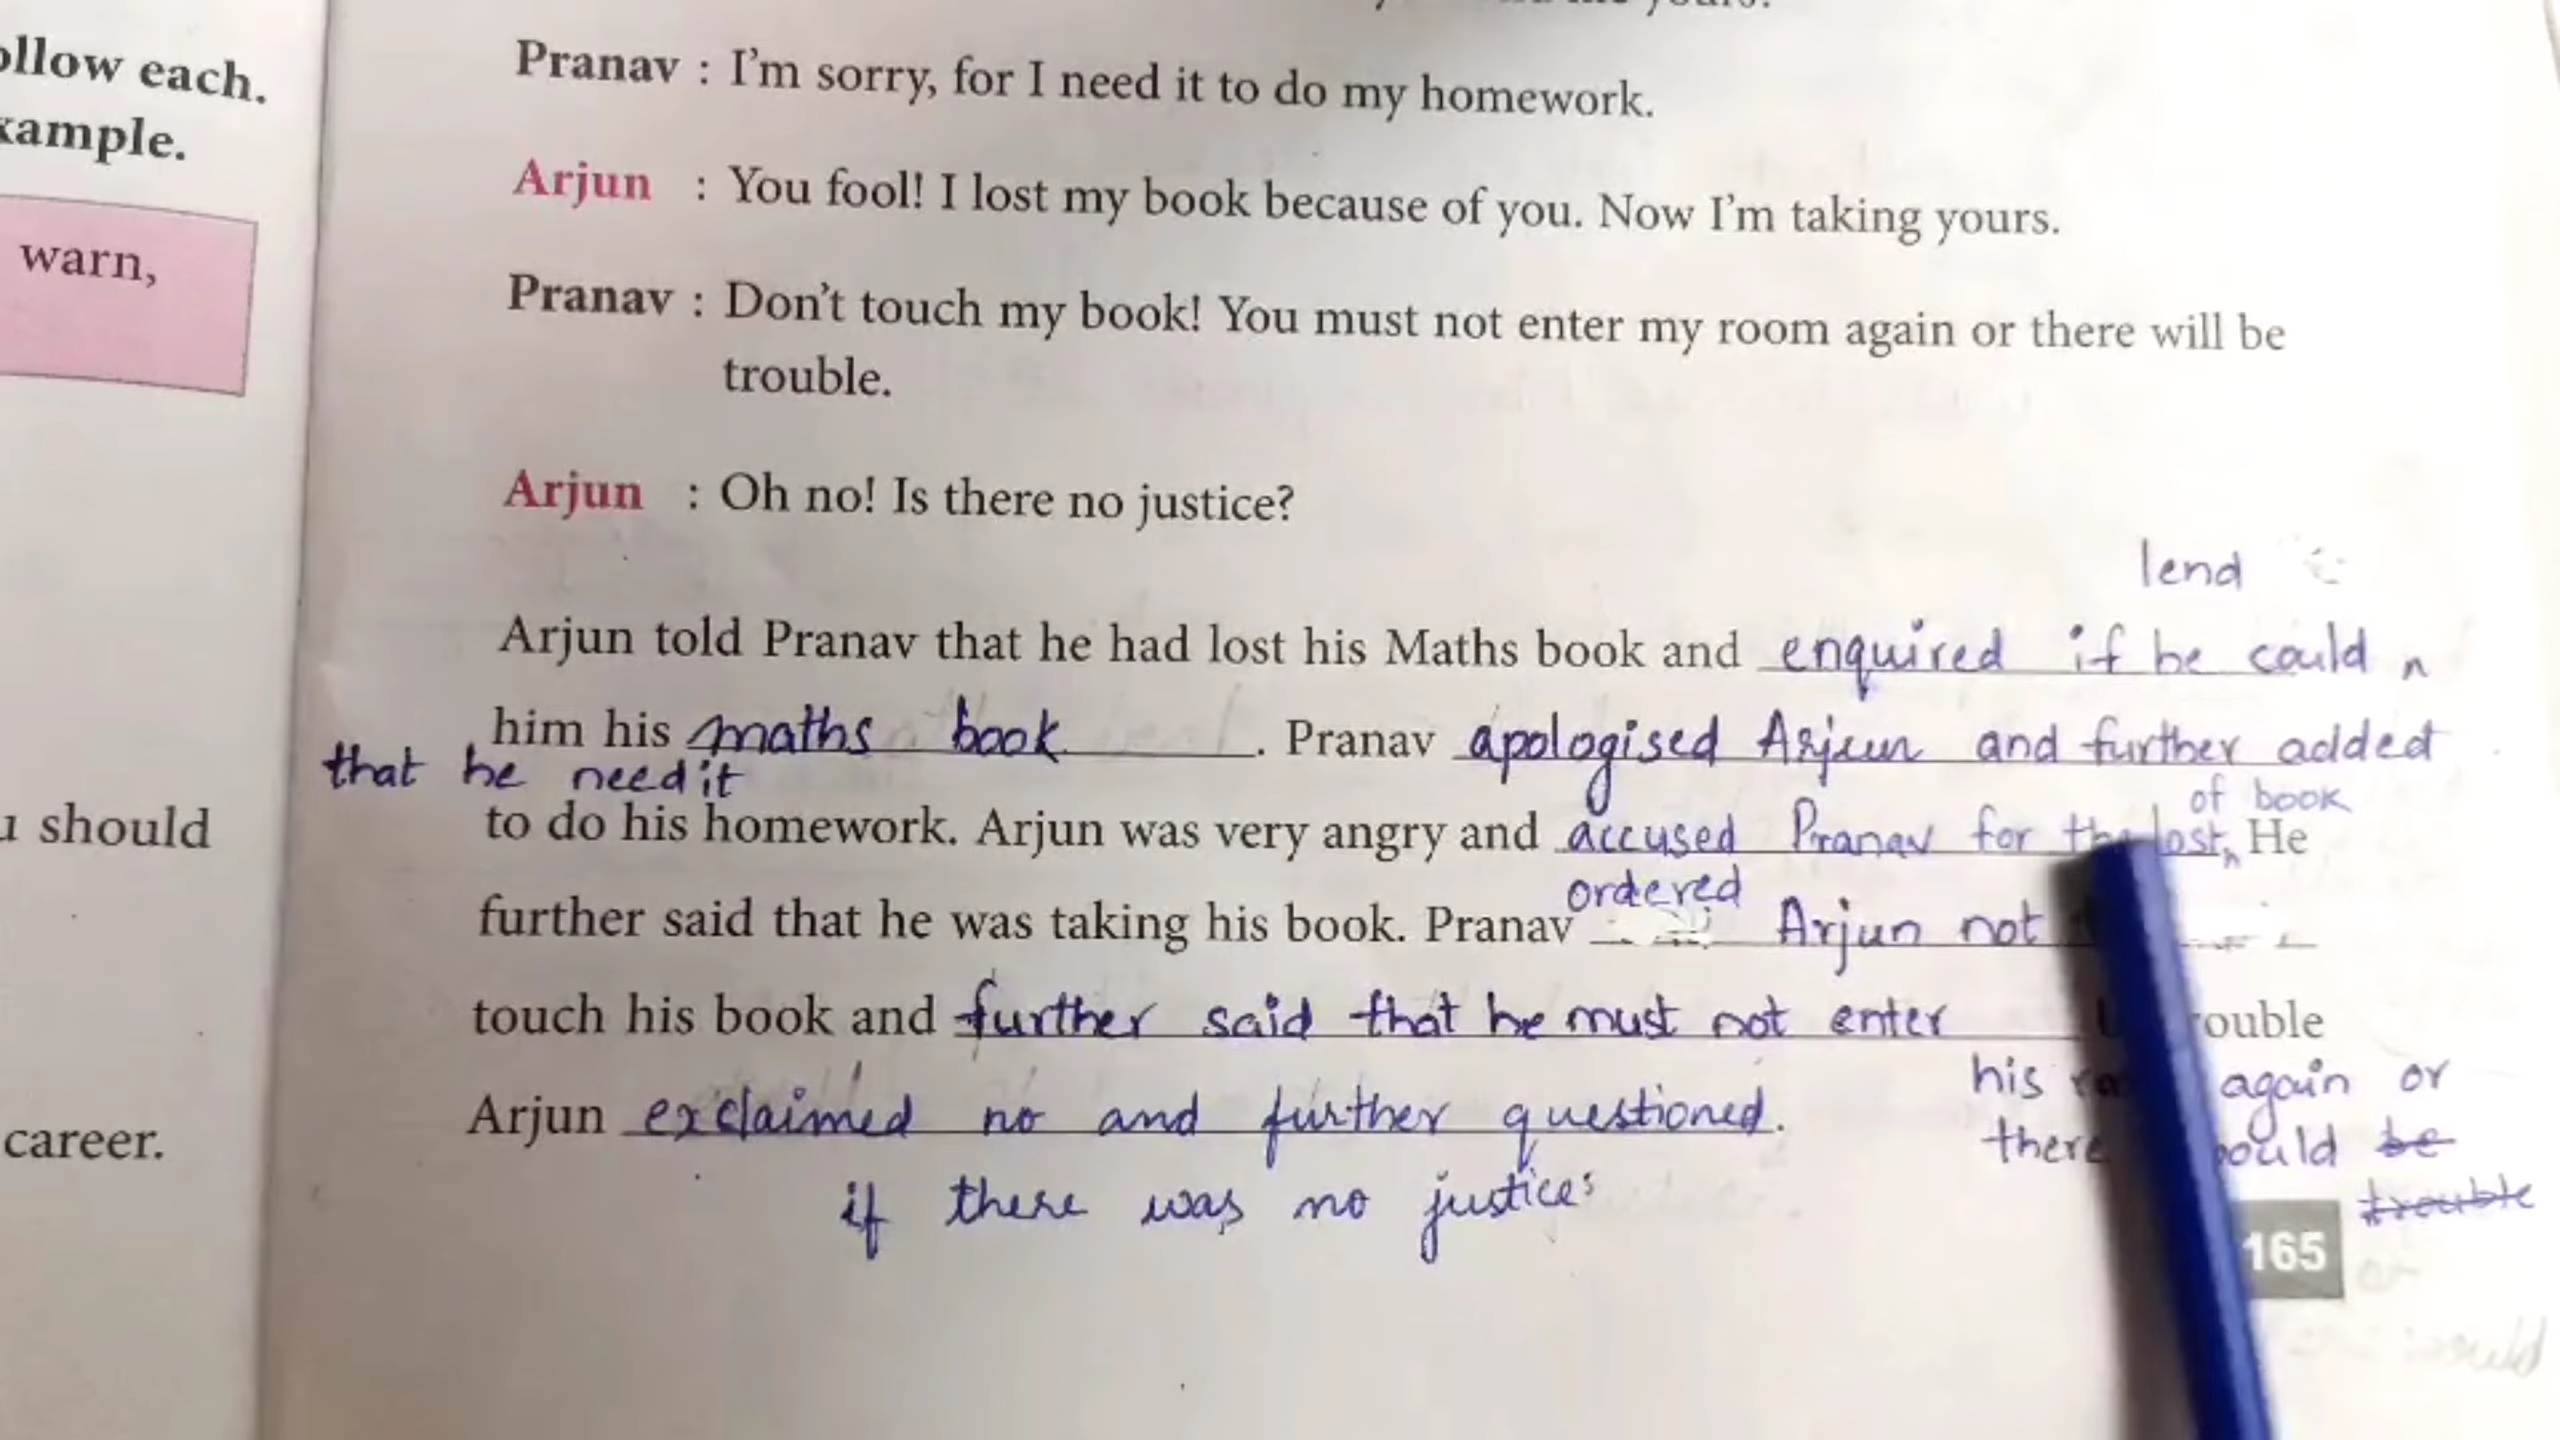 ollow each.
xample.
warn,
u should
career.
Pranav : I'm sorry, for I need it to do my homework.
Arjun : You fool! I lost my book because of you. Now I'm taking yours.
Pranav : Don't touch my book! You must not enter my room again or there will be
trouble.
Arjun : Oh no! Is there no justice?
lend
Arjun told Pranav that he had lost his Maths book and enquired if he could
him his maths book. Pranav apologised Arjun and further added
that he need it
of book
to do his homework. Arjun was very angry and accused Pranav for the lost He
ordered
further said that he was taking his book. Pranav Arjun not
touch his book and further said that he must not enter ouble
his again or
Arjun exclaimed no and further questioned.
there ould be
if there was no justice
trouble
165